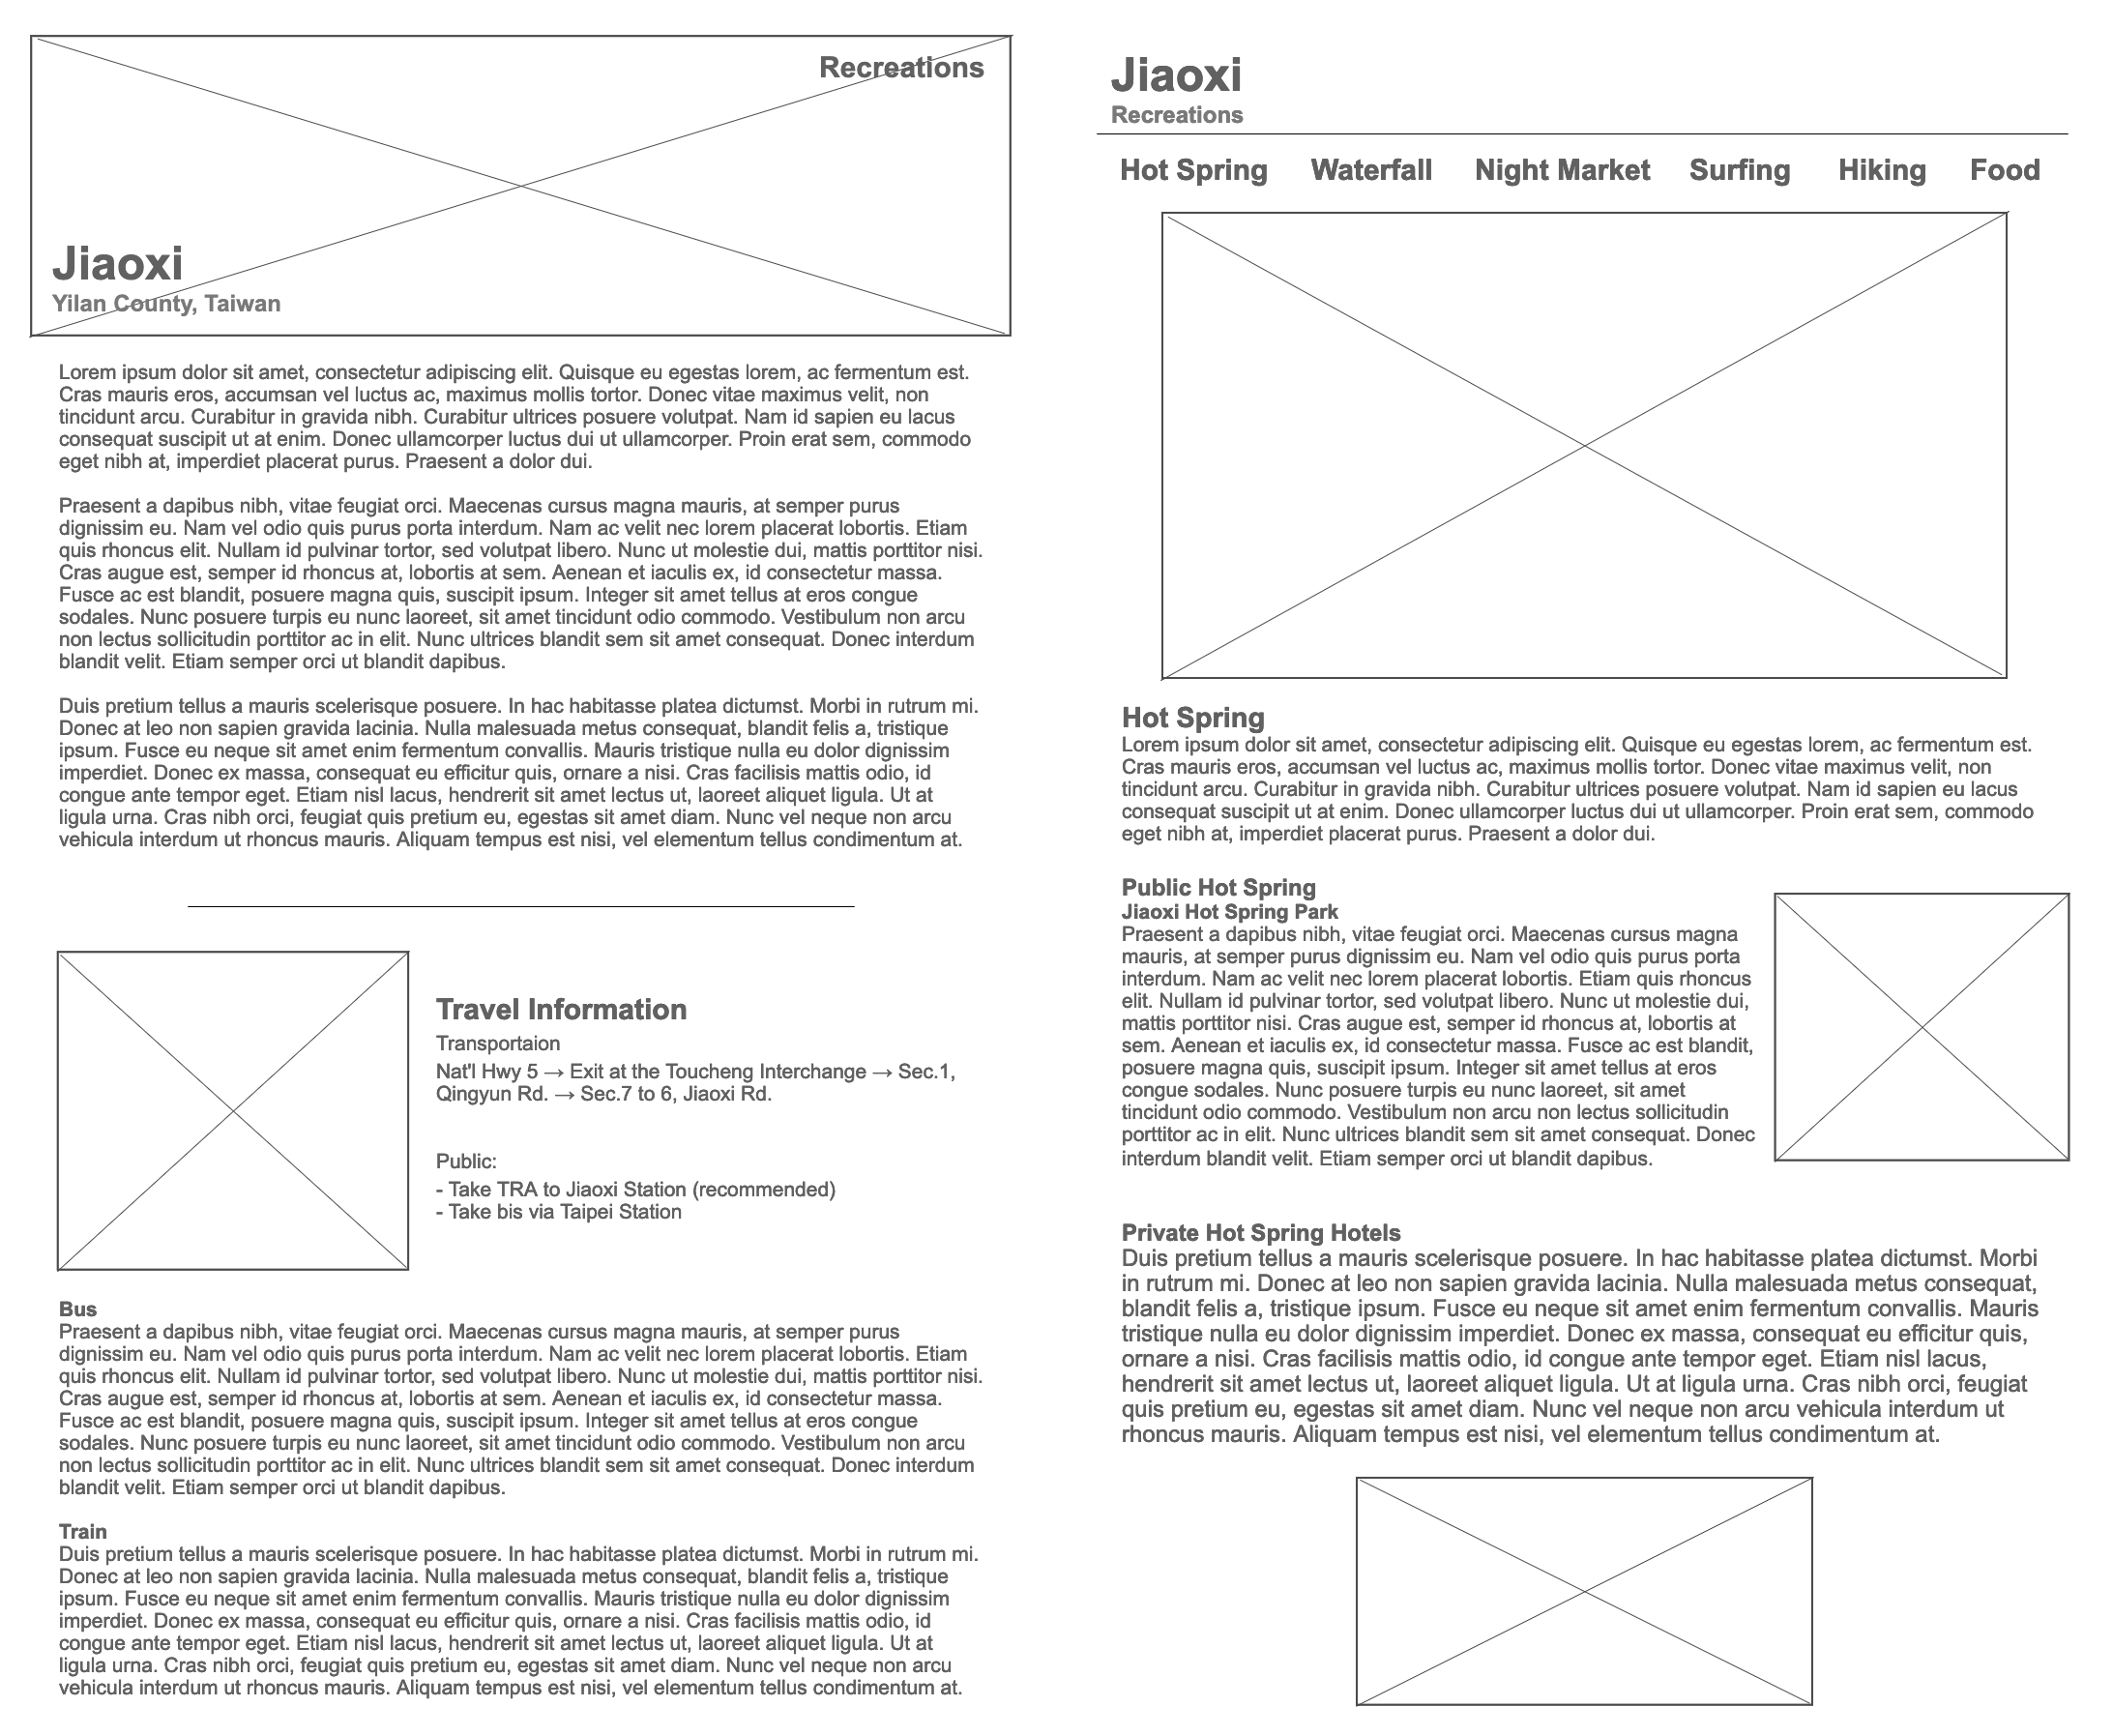 Recreations
Jiaoxi
Yilan County, Taiwan
Lorem ipsum dolor sit amet, consectetur adipiscing elit. Quisque eu egestas lorem, ac fermentum est.
Cras mauris eros, accumsan vel luctus ac, maximus mollis tortor. Donec vitae maximus velit, non
tincidunt arcu. Curabitur in gravida nibh. Curabitur ultrices posuere volutpat. Nam id sapien eu lacus
consequat suscipit ut at enim. Donec ullamcorper luctus dui ut ullamcorper. Proin erat sem, commodo
eget nibh at, imperdiet placerat purus. Praesent a dolor dui.
Praesent a dapibus nibh, vitae feugiat orci. Maecenas cursus magna mauris, at semper purus
dignissim eu. Nam vel odio quis purus porta interdum. Nam ac velit nec lorem placerat lobortis. Etiam
quis rhoncus elit. Nullam id pulvinar tortor, sed volutpat libero. Nunc ut molestie dui, mattis porttitor nisi.
Cras augue est, semper id rhoncus at, lobortis at sem. Aenean et iaculis ex, id consectetur massa.
Fusce ac est blandit, posuere magna quis, suscipit ipsum. Integer sit amet tellus at eros congue
sodales. Nunc posuere turpis eu nunc laoreet, sit amet tincidunt odio commodo. Vestibulum non arcu
non lectus sollicitudin porttitor ac in elit. Nunc ultrices blandit sem sit amet consequat. Donec interdum
blandit velit. Etiam semper orci ut blandit dapibus.
Duis pretium tellus a mauris scelerisque posuere. In hac habitasse platea dictumst. Morbi in rutrum mi.
Donec at leo non sapien gravida lacinia. Nulla malesuada metus consequat, blandit felis a, tristique
ipsum. Fusce eu neque sit amet enim fermentum convallis. Mauris tristique nulla eu dolor dignissim
imperdiet. Donec ex massa, consequat eu efficitur quis, ornare a nisi. Cras facilisis mattis odio, id
congue ante tempor eget. Etiam nisl lacus, hendrerit sit amet lectus ut, laoreet aliquet ligula. Ut at
ligula urna. Cras nibh orci, feugiat quis pretium eu, egestas sit amet diam. Nunc vel neque non arcu
vehicula interdum ut rhoncus mauris. Aliquam tempus est nisi, vel elementum tellus condimentum at.
Travel Information
Transportaion
Nat'l Hwy 5 → Exit at the Toucheng Interchange → Sec.1,
Qingyun Rd. → Sec.7 to 6, Jiaoxi Rd.
Public:
- Take TRA to Jiaoxi Station (recommended)
- Take bis via Taipei Station
Bus
Praesent a dapibus nibh, vitae feugiat orci. Maecenas cursus magna mauris, at semper purus
dignissim eu. Nam vel odio quis purus porta interdum. Nam ac velit nec lorem placerat lobortis. Etiam
quis rhoncus elit. Nullam id pulvinar tortor, sed volutpat libero. Nunc ut molestie dui, mattis porttitor nisi.
Cras augue est, semper id rhoncus at, lobortis at sem. Aenean et iaculis ex, id consectetur massa.
Fusce ac est blandit, posuere magna quis, suscipit ipsum. Integer sit amet tellus at eros congue
sodales. Nunc posuere turpis eu nunc laoreet, sit amet tincidunt odio commodo. Vestibulum non arcu
non lectus sollicitudin porttitor ac in elit. Nunc ultrices blandit sem sit amet consequat. Donec interdum
blandit velit. Etiam semper orci ut blandit dapibus.
Train
Duis pretium tellus a mauris scelerisque posuere. In hac habitasse platea dictumst. Morbi in rutrum mi.
Donec at leo non sapien gravida lacinia. Nulla malesuada metus consequat, blandit felis a, tristique
ipsum. Fusce eu neque sit amet enim fermentum convallis. Mauris tristique nulla eu dolor dignissim
imperdiet. Donec ex massa, consequat eu efficitur quis, ornare a nisi. Cras facilisis mattis odio, id
congue ante tempor eget. Etiam nisl lacus, hendrerit sit amet lectus ut, laoreet aliquet ligula. Ut at
ligula urna. Cras nibh orci, feugiat quis pretium eu, egestas sit amet diam. Nunc vel neque non arcu
vehicula interdum ut rhoncus mauris. Aliquam tempus est nisi, vel elementum tellus condimentum at.
Jiaoxi
Recreations
Hot Spring Waterfall Night Market Surfing Hiking Food
Hot Spring
Lorem ipsum dolor sit amet, consectetur adipiscing elit. Quisque eu egestas lorem, ac fermentum est.
Cras mauris eros, accumsan vel luctus ac, maximus mollis tortor. Donec vitae maximus velit, non
tincidunt arcu. Curabitur in gravida nibh. Curabitur ultrices posuere volutpat. Nam id sapien eu lacus
consequat suscipit ut at enim. Donec ullamcorper luctus dui ut ullamcorper. Proin erat sem, commodo
eget nibh at, imperdiet placerat purus. Praesent a dolor dui.
Public Hot Spring
Jiaoxi Hot Spring Park
Praesent a dapibus nibh, vitae feugiat orci. Maecenas cursus magna
mauris, at semper purus dignissim eu. Nam vel odio quis purus porta
interdum. Nam ac velit nec lorem placerat lobortis. Etiam quis rhoncus
elit. Nullam id pulvinar tortor, sed volutpat libero. Nunc ut molestie dui,
mattis porttitor nisi. Cras augue est, semper id rhoncus at, lobortis at
sem. Aenean et iaculis ex, id consectetur massa. Fusce ac est blandit,
posuere magna quis, suscipit ipsum. Integer sit amet tellus at eros
congue sodales. Nunc posuere turpis eu nunc laoreet, sit amet
tincidunt odio commodo. Vestibulum non arcu non lectus sollicitudin
porttitor ac in elit. Nunc ultrices blandit sem sit amet consequat. Donec
interdum blandit velit. Etiam semper orci ut blandit dapibus.
Private Hot Spring Hotels
Duis pretium tellus a mauris scelerisque posuere. In hac habitasse platea dictumst. Morbi
in rutrum mi. Donec at leo non sapien gravida lacinia. Nulla malesuada metus consequat,
blandit felis a, tristique ipsum. Fusce eu neque sit amet enim fermentum convallis. Mauris
tristique nulla eu dolor dignissim imperdiet. Donec ex massa, consequat eu efficitur quis,
ornare a nisi. Cras facilisis mattis odio, id congue ante tempor eget. Etiam nisl lacus,
hendrerit sit amet lectus ut, laoreet aliquet ligula. Ut at ligula urna. Cras nibh orci, feugiat
quis pretium eu, egestas sit amet diam. Nunc vel neque non arcu vehicula interdum ut
rhoncus mauris. Aliquam tempus est nisi, vel elementum tellus condimentum at.